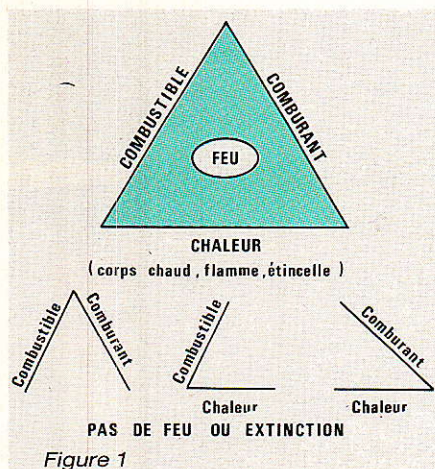 COMBUSTIBLE
COMBURANT
FEU
CHALEUR
(corps chaud, flamme, étincelle)
Combustible
Comburant
Combustible
Chaleur
Comburant
Chaleur
PAS DE FEU OU EXTINCTION
Figure 1